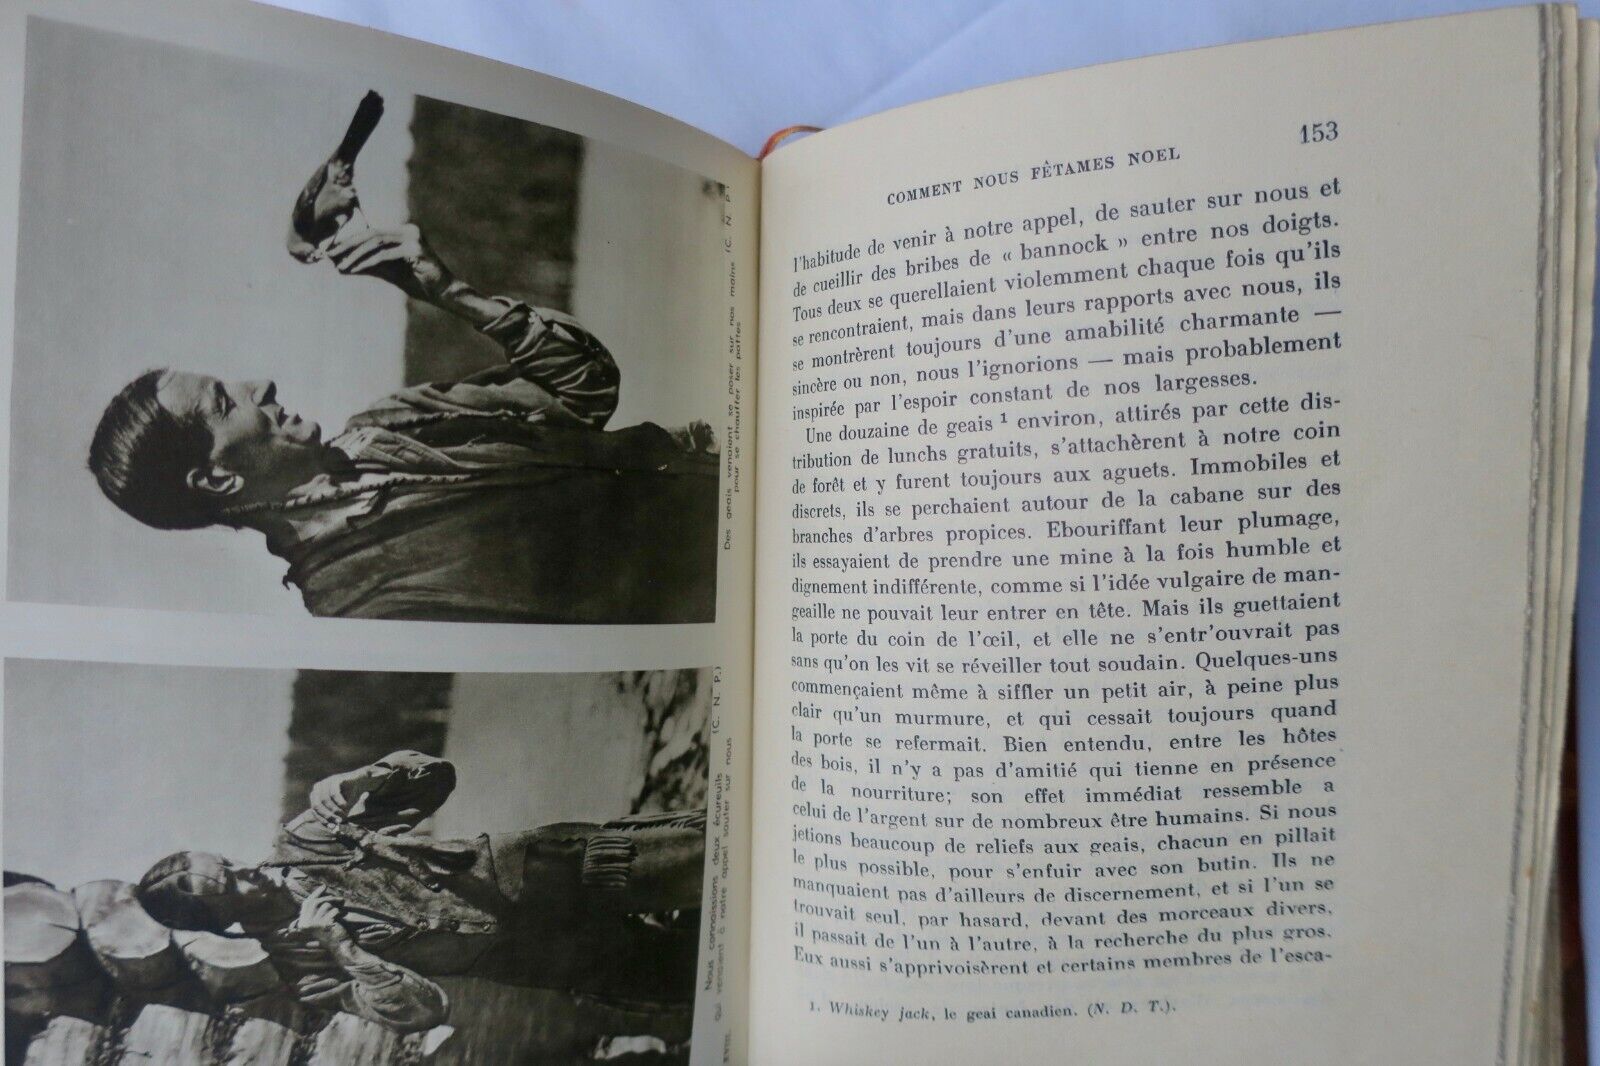 Des geais venaient se poser sur nos mains (C. N. P.)
pour se chauffer les pattes
Nous connaissions deux écureuils (C. N. P.)
qui venaient à notre appel sauter sur nous
153
COMMENT NOUS FÊTAMES NOEL
l'habitude de venir à notre appel, de sauter sur nous et
de cueillir des bribes de « bannock » entre nos doigts.
Tous deux se querellaient violemment chaque fois qu'ils
se rencontraient, mais dans leurs rapports avec nous, ils
se montrèrent toujours d'une amabilité charmante —
sincère ou non, nous l'ignorions — mais probablement
inspirée par l'espoir constant de nos largesses.
Une douzaine de geais ¹ environ, attirés par cette dis-
tribution de lunchs gratuits, s'attachèrent à notre coin
de forêt et y furent toujours aux aguets. Immobiles et
discrets, ils se perchaient autour de la cabane sur des
branches d'arbres propices. Ebouriffant leur plumage,
ils essayaient de prendre une mine à la fois humble et
dignement indifférente, comme si l'idée vulgaire de man-
geaille ne pouvait leur entrer en tête. Mais ils guettaient
la porte du coin de l'œil, et elle ne s'entr'ouvrait pas
sans qu'on les vit se réveiller tout soudain. Quelques-uns
commençaient même à siffler un petit air, à peine plus
clair qu'un murmure, et qui cessait toujours quand
la porte se refermait. Bien entendu, entre les hôtes
des bois, il n'y a pas d'amitié qui tienne en présence
de la nourriture; son effet immédiat ressemble a
celui de l'argent sur de nombreux être humains. Si nous
jetions beaucoup de reliefs aux geais, chacun en pillait
le plus possible, pour s'enfuir avec son butin. Ils ne
manquaient pas d'ailleurs de discernement, et si l'un se
trouvait seul, par hasard, devant des morceaux divers,
il passait de l'un à l'autre, à la recherche du plus gros.
Eux aussi s'apprivoisèrent et certains membres de l'esca-
1. Whiskey jack, le geai canadien. (N. D. T.).